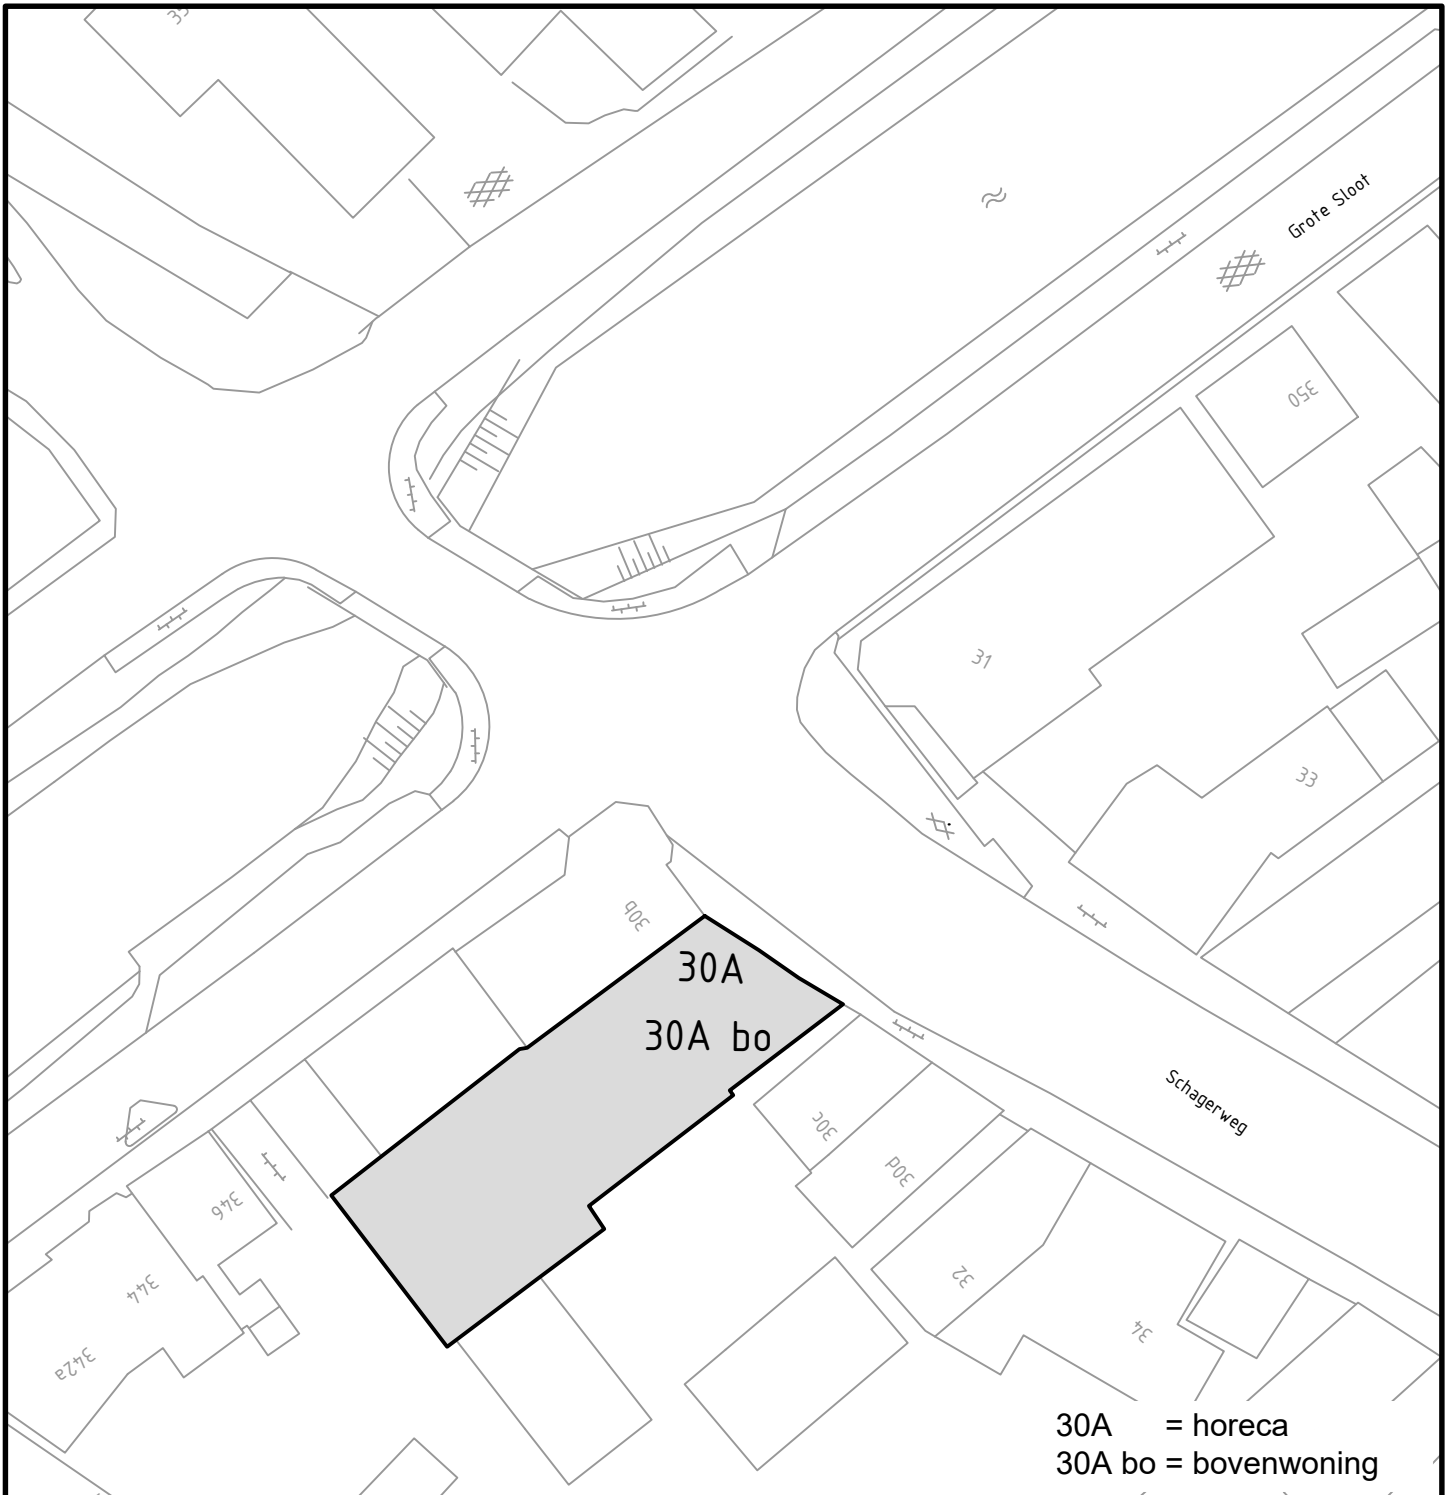 Grote Sloot
350
31
33
30b
30A
30A bo
Schagerweg
30c
30d
346
344
32
34
342a
30A = horeca
30A bo = bovenwoning